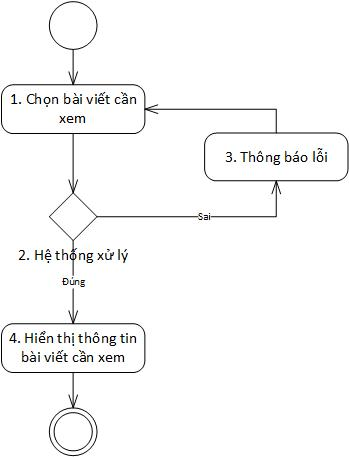 1. Chọn bài viết cần
xem
3. Thông báo lỗi
Sai
2. Hệ thống xử lý
Đúng
4. Hiển thị thông tin
bài viết cần xem